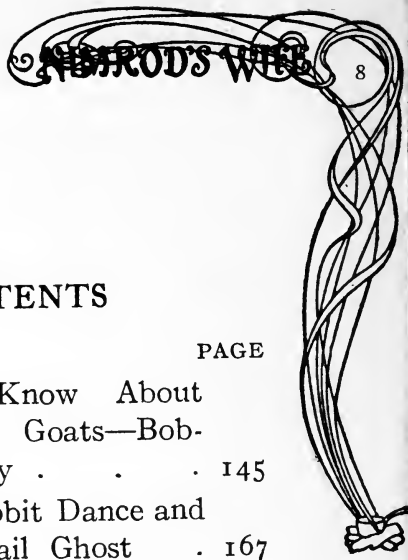 NIMROD'S WIFE
8
TENTS
PAGE
Know About
Goats—Bob-
y . . . 145
bit Dance and
ail Ghost . 167